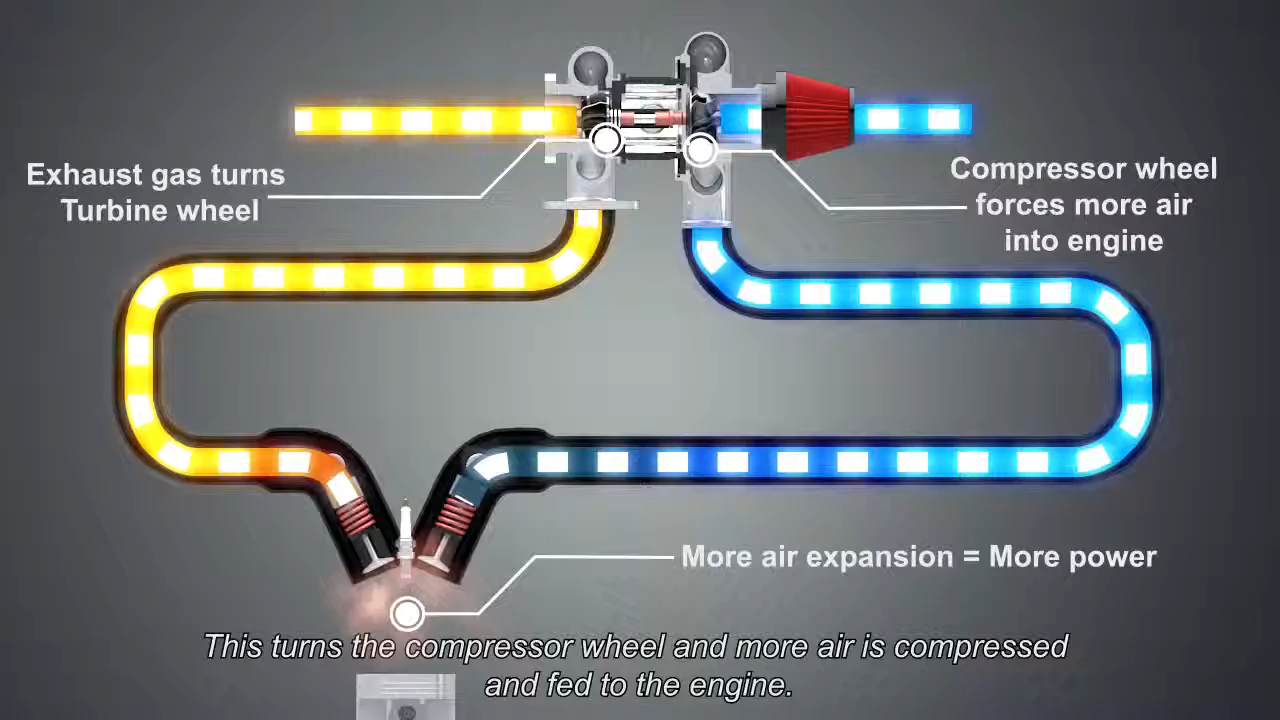 Exhaust gas turns
Turbine wheel
Compressor wheel
forces more air
into engine
More air expansion = More power
This turns the compressor wheel and more air is compressed
and fed to the engine.